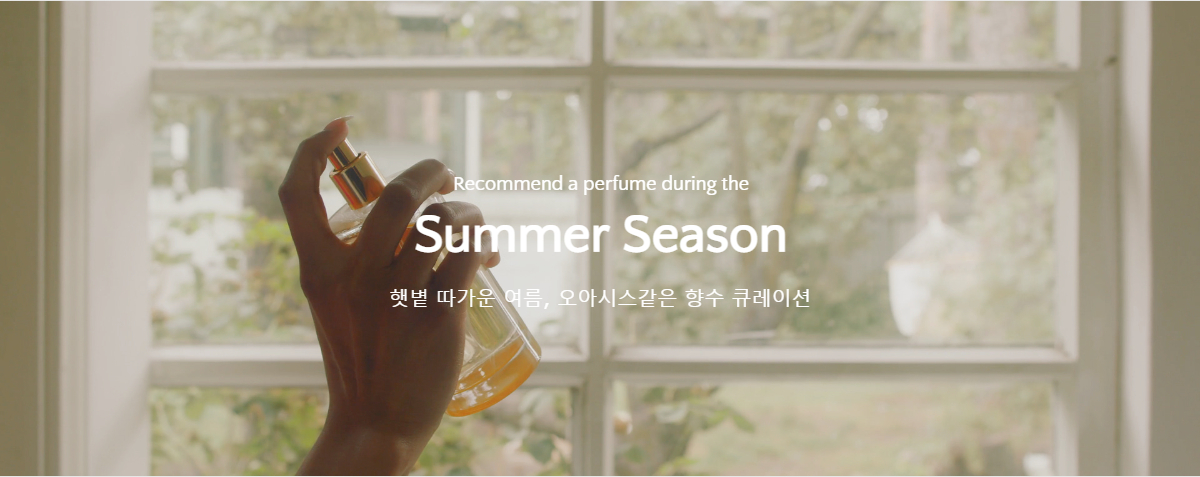 Recommend a perfume during the
Summer Season
햇볕 따가운 여름, 오아시스같은 향수 큐레이션